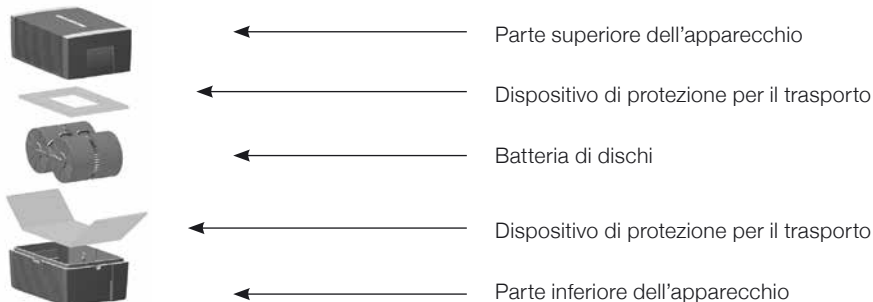 Parte superiore dell'apparecchio
Dispositivo di protezione per il trasporto
Batteria di dischi
Dispositivo di protezione per il trasporto
Parte inferiore dell'apparecchio